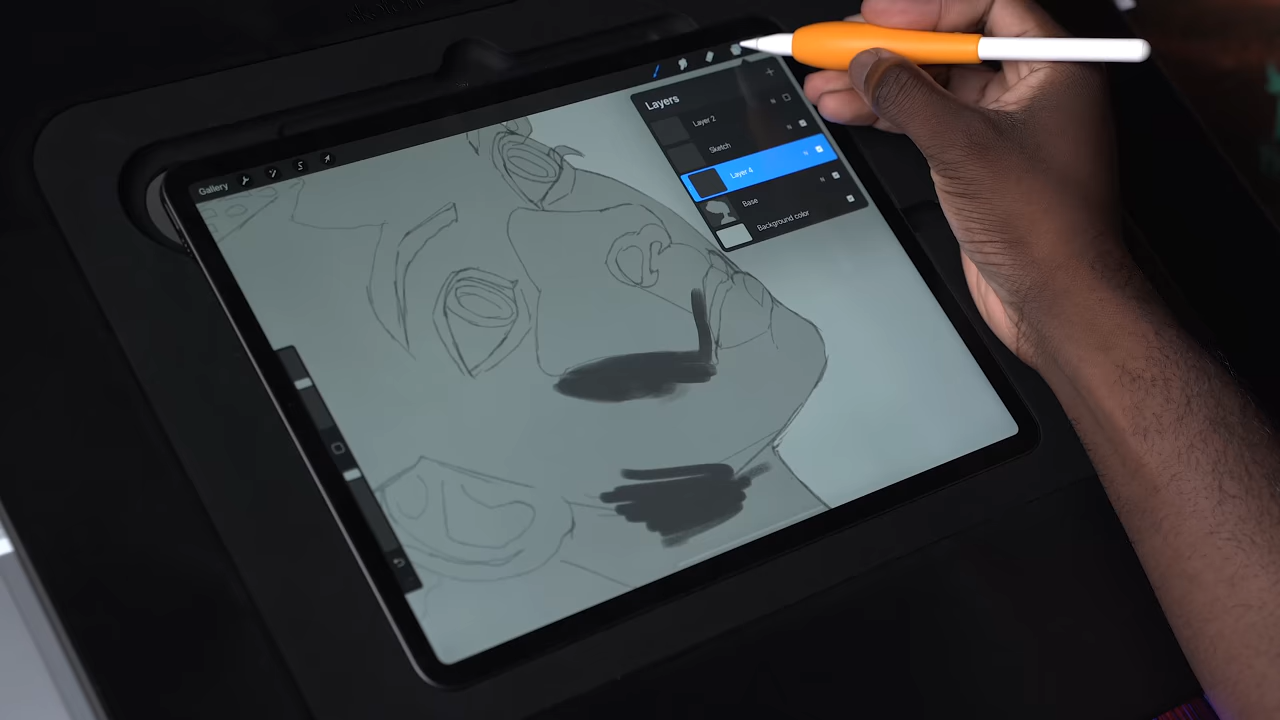 Gallery
Layers
Layer 2
N
Sketch
N
Layer 4
N
Base
N
Background color